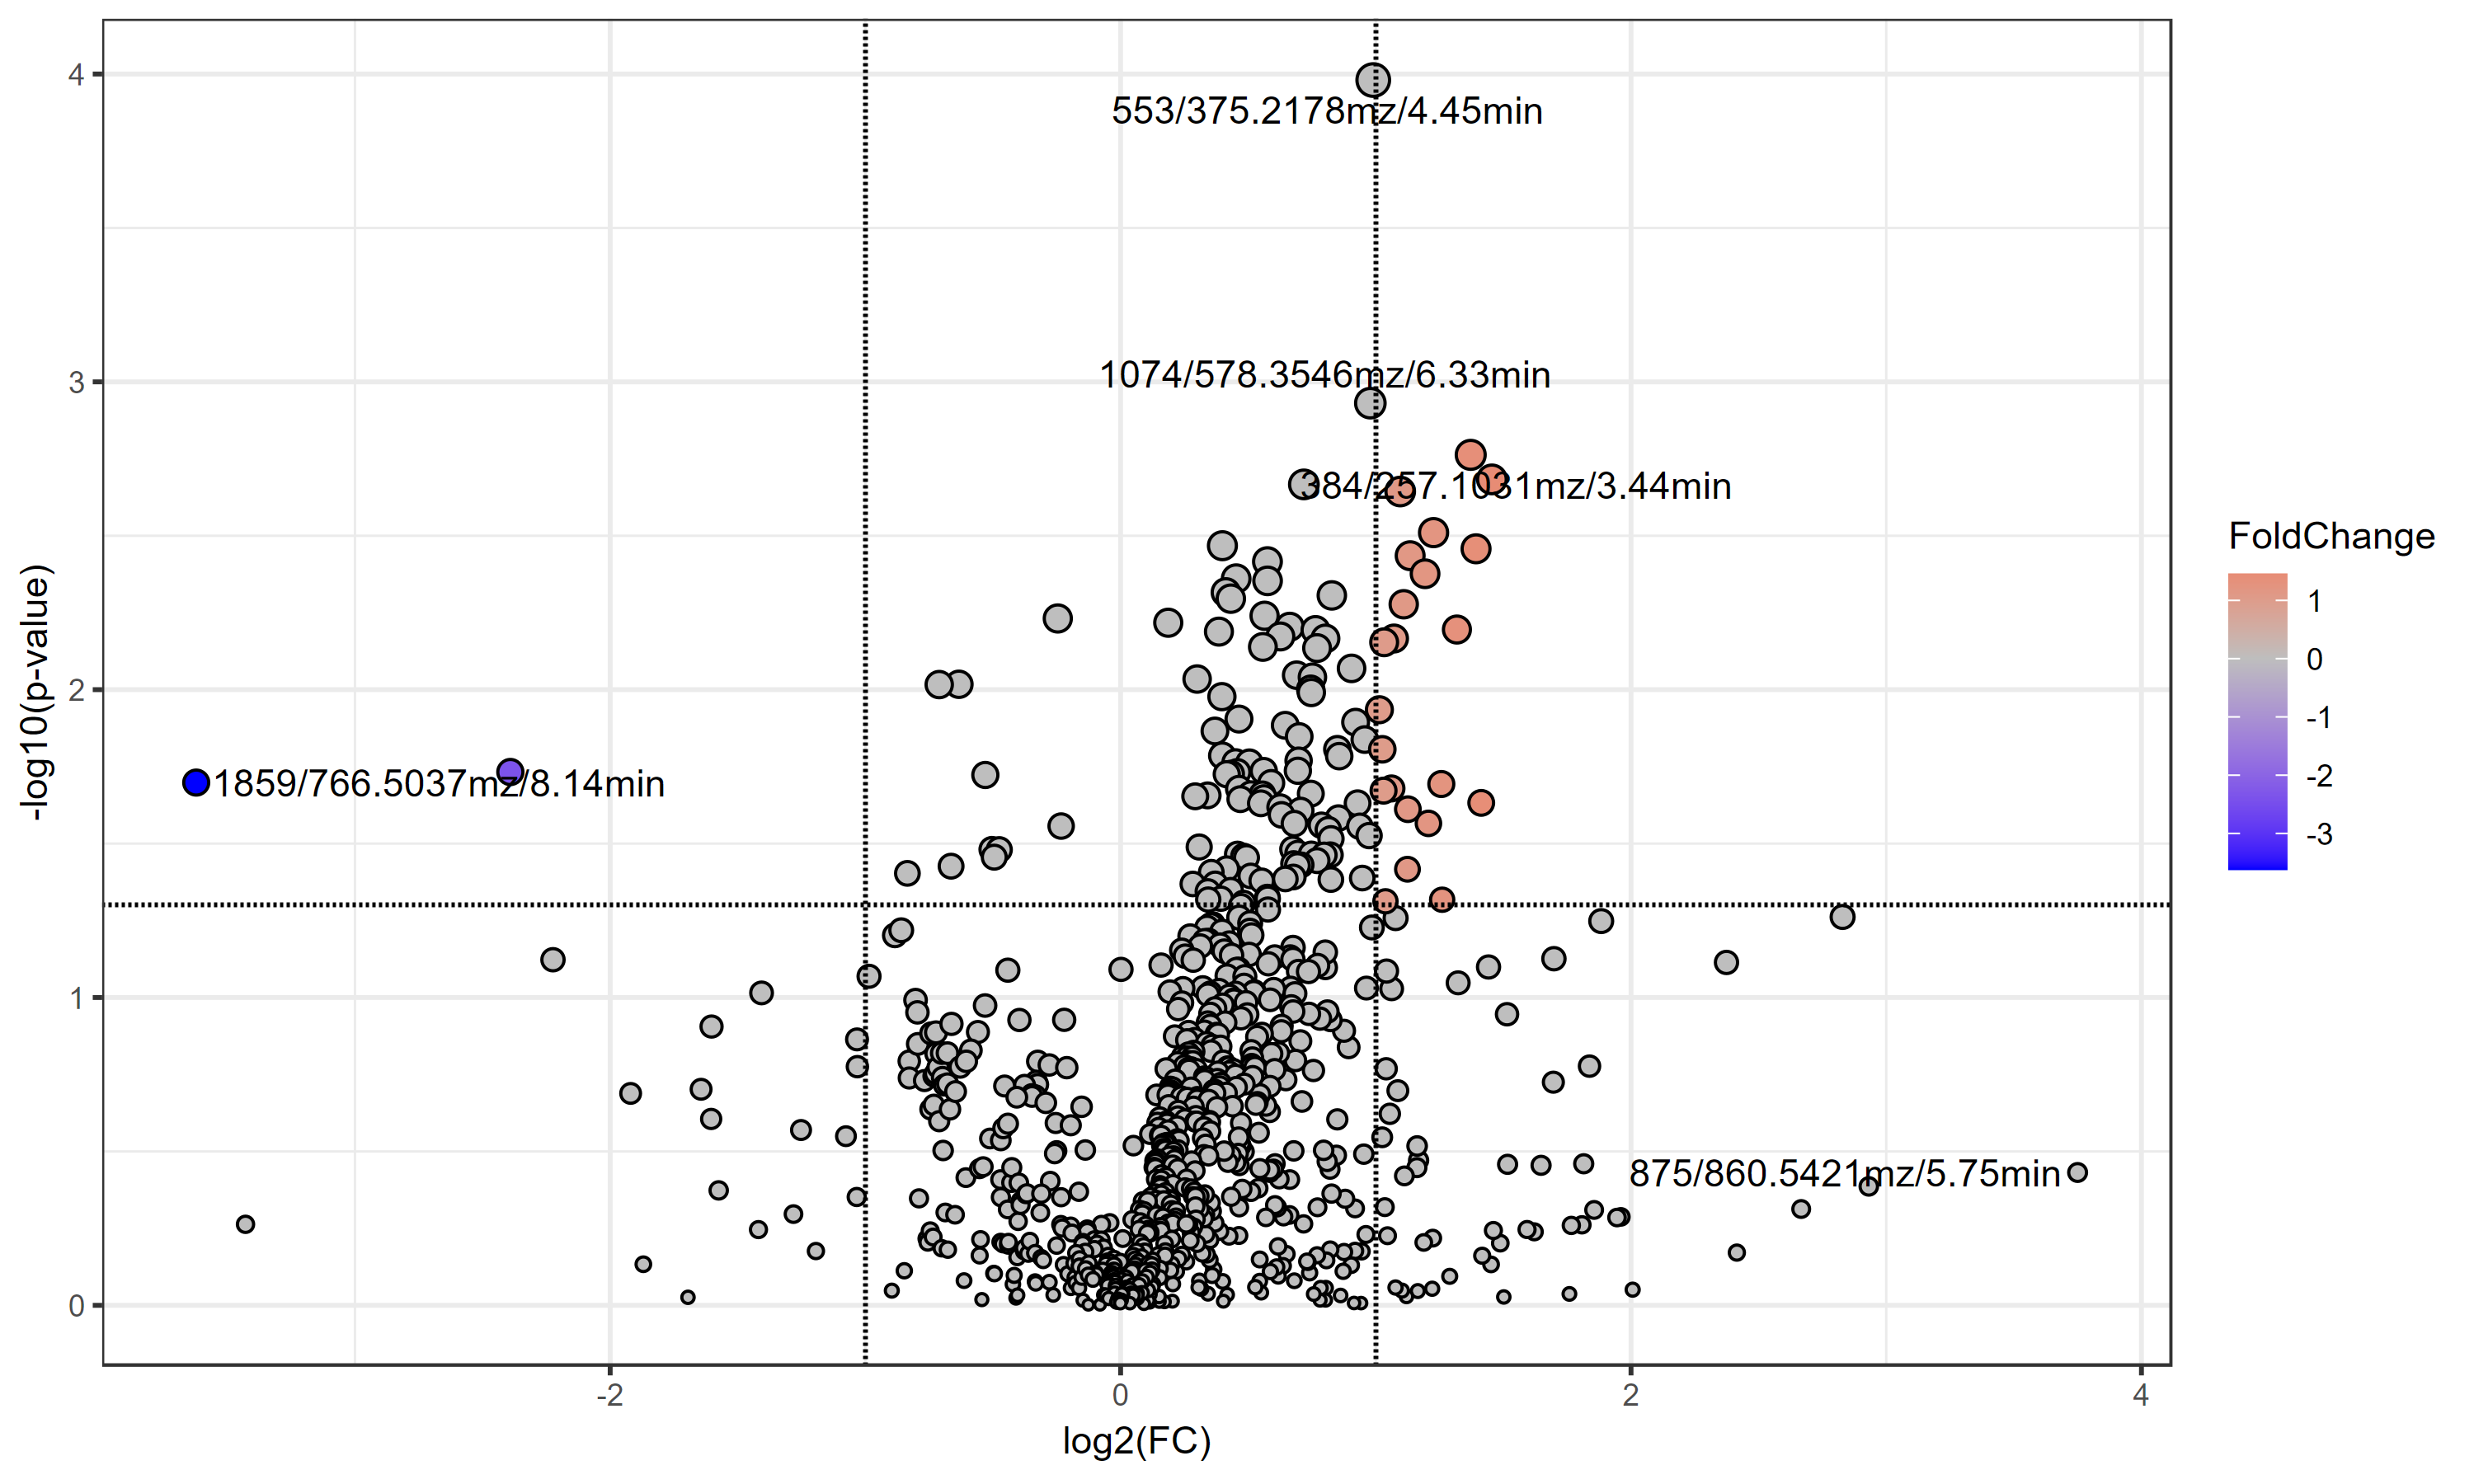 4
553/375.2178mz/4.45min
1074/578.3546mz/6.33min
3
384/257.1031mz/3.44min
FoldChange
1
0
-1
-2
-3
-log10(p-value)
2
1859/766.5037mz/8.14min
1
875/860.5421mz/5.75min
0
-2 0 2 4
log2(FC)